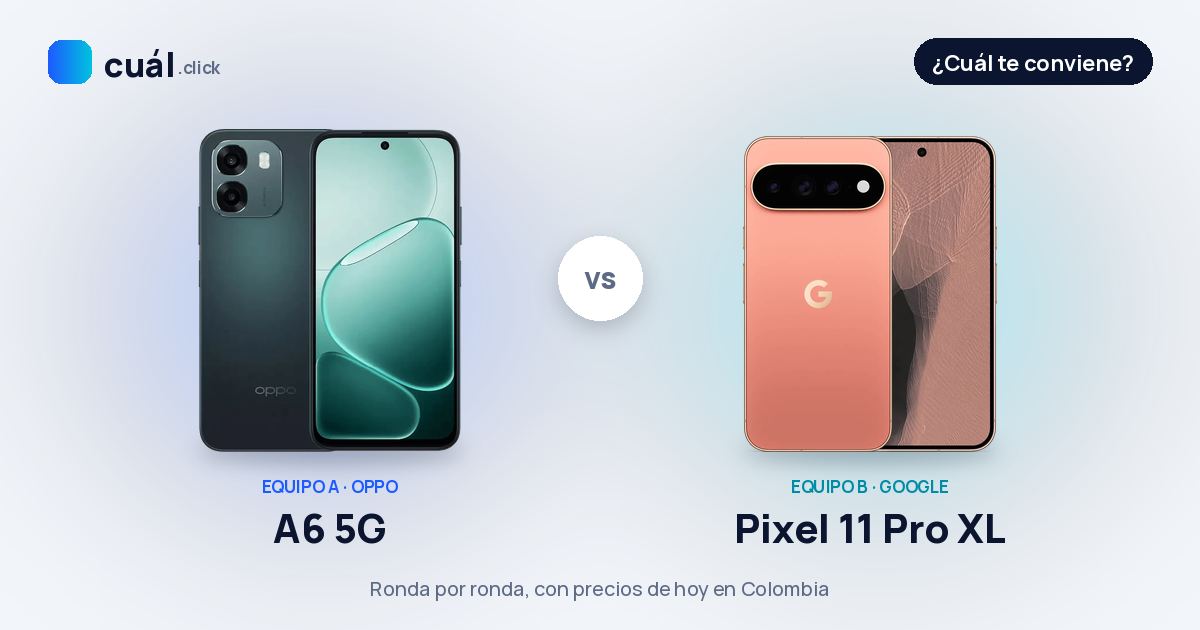 cuál.click
¿Cuál te conviene?
oppo
G
vs
EQUIPO A · OPPO
A6 5G
EQUIPO B · GOOGLE
Pixel 11 Pro XL
Ronda por ronda, con precios de hoy en Colombia